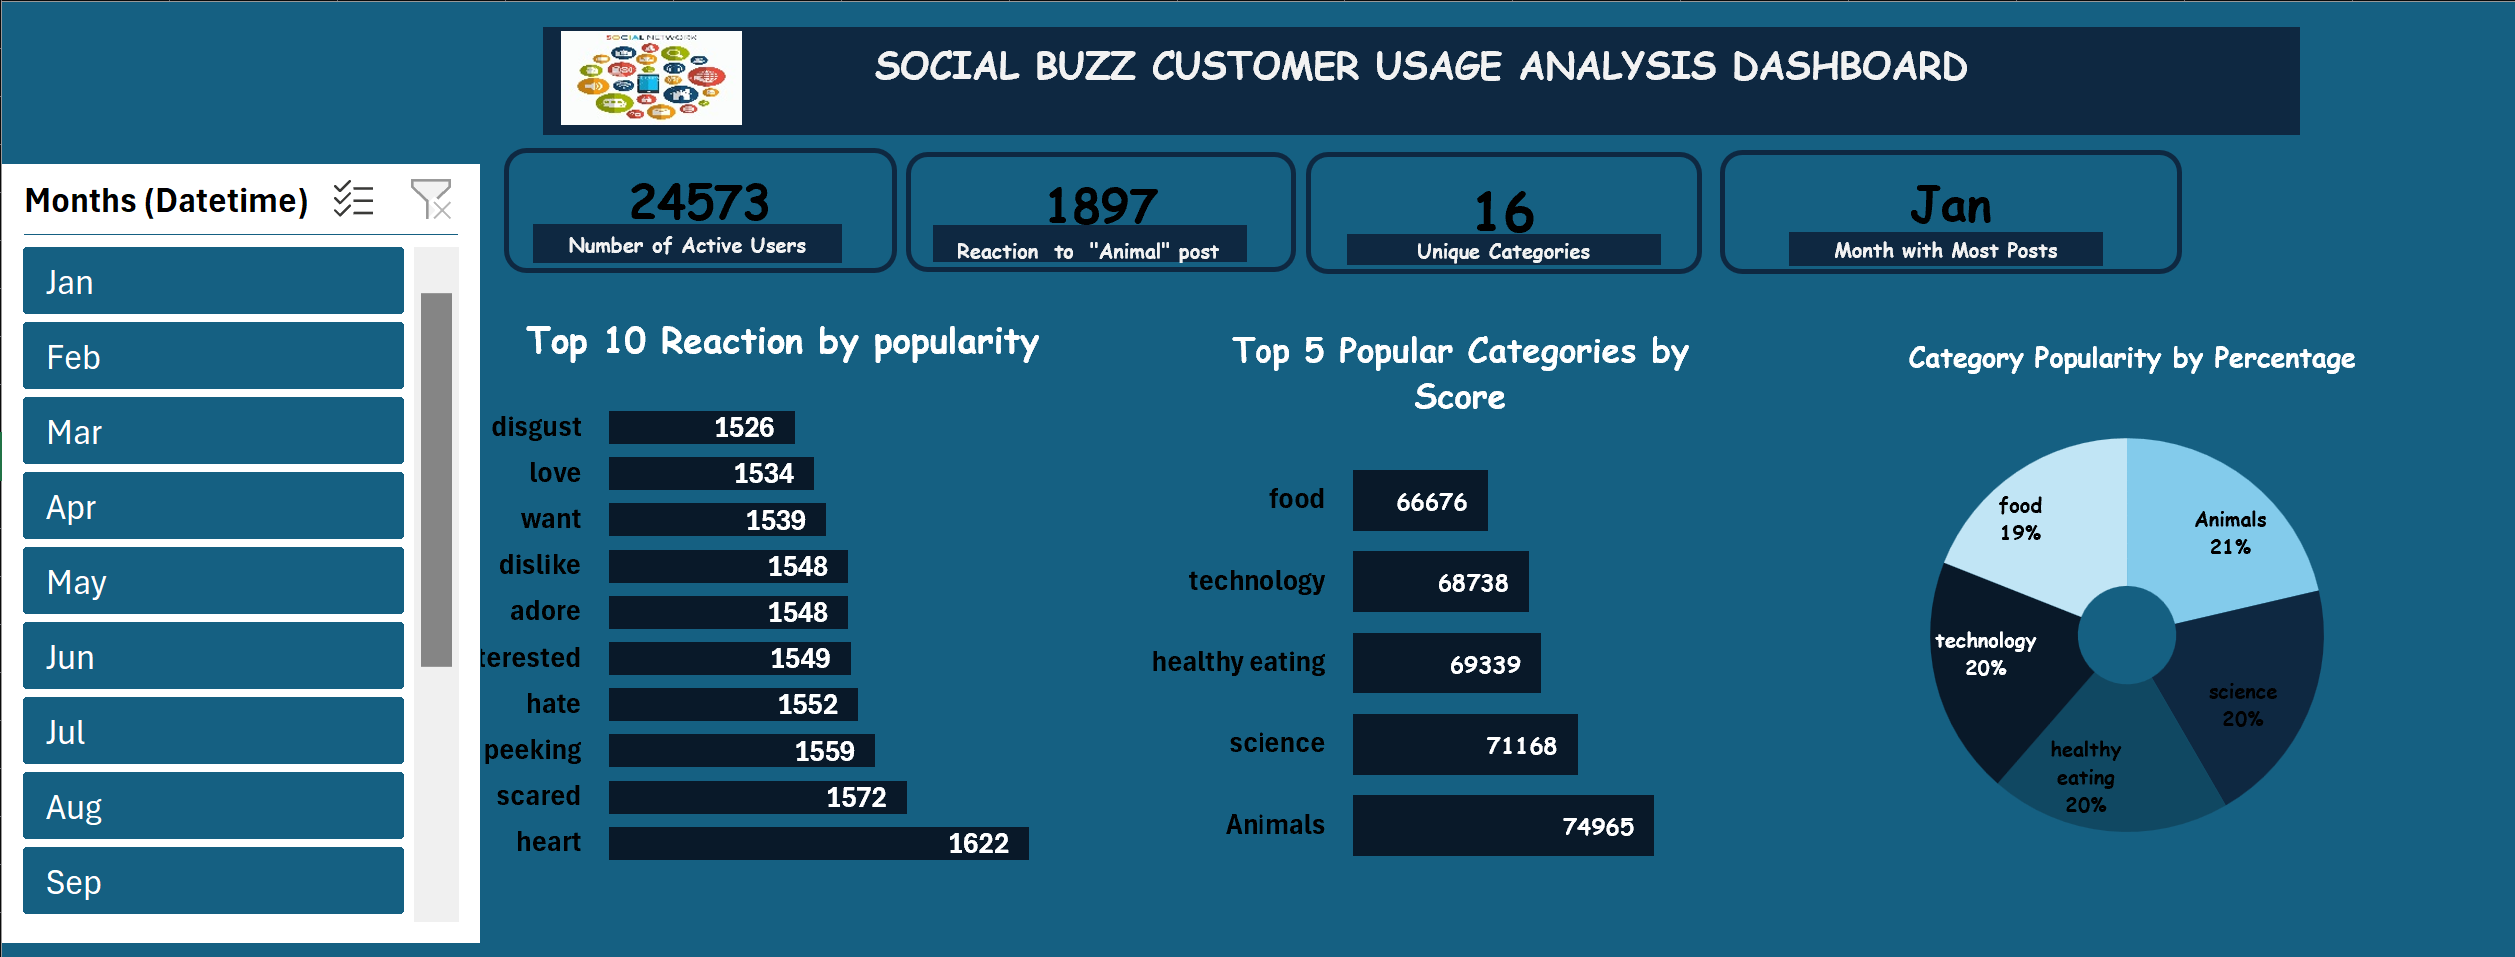 SOCIAL NETWORK
SOCIAL BUZZ CUSTOMER USAGE ANALYSIS DASHBOARD
24573
Number of Active Users
1897
Reaction to "Animal" post
16
Unique Categories
Jan
Month with Most Posts
Months (Datetime)
Jan
Feb
Mar
Apr
May
Jun
Jul
Aug
Sep
Top 10 Reaction by popularity
disgust 1526
love 1534
want 1539
dislike 1548
adore 1548
terested 1549
hate 1552
peeking 1559
scared 1572
heart 1622
Top 5 Popular Categories by
Score
food 66676
technology 68738
healthy eating 69339
science 71168
Animals 74965
Category Popularity by Percentage
food
19%
Animals
21%
technology
20%
science
20%
healthy
eating
20%